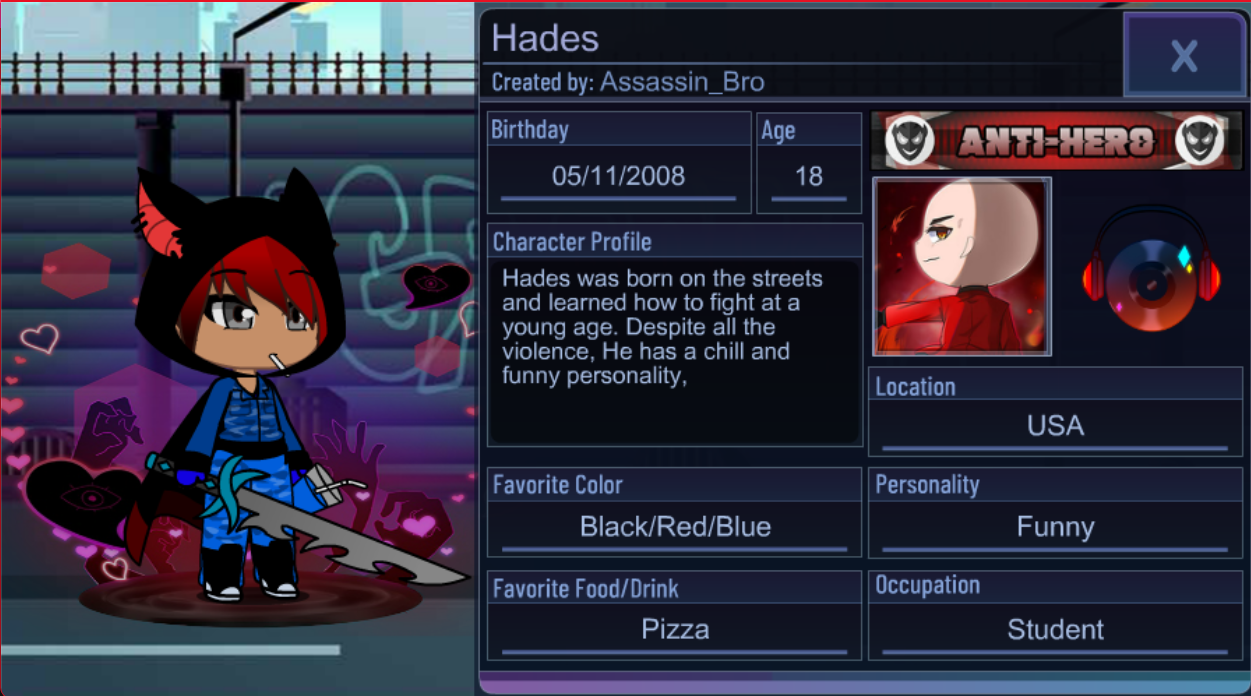 Hades
Created by: Assassin_Bro
Birthday
05/11/2008
Age
18
ANTI-HERO
Character Profile
Hades was born on the streets
and learned how to fight at a
young age. Despite all the
violence, He has a chill and
funny personality,
Location
USA
Favorite Color
Black/Red/Blue
Personality
Funny
Favorite Food/Drink
Pizza
Occupation
Student
X